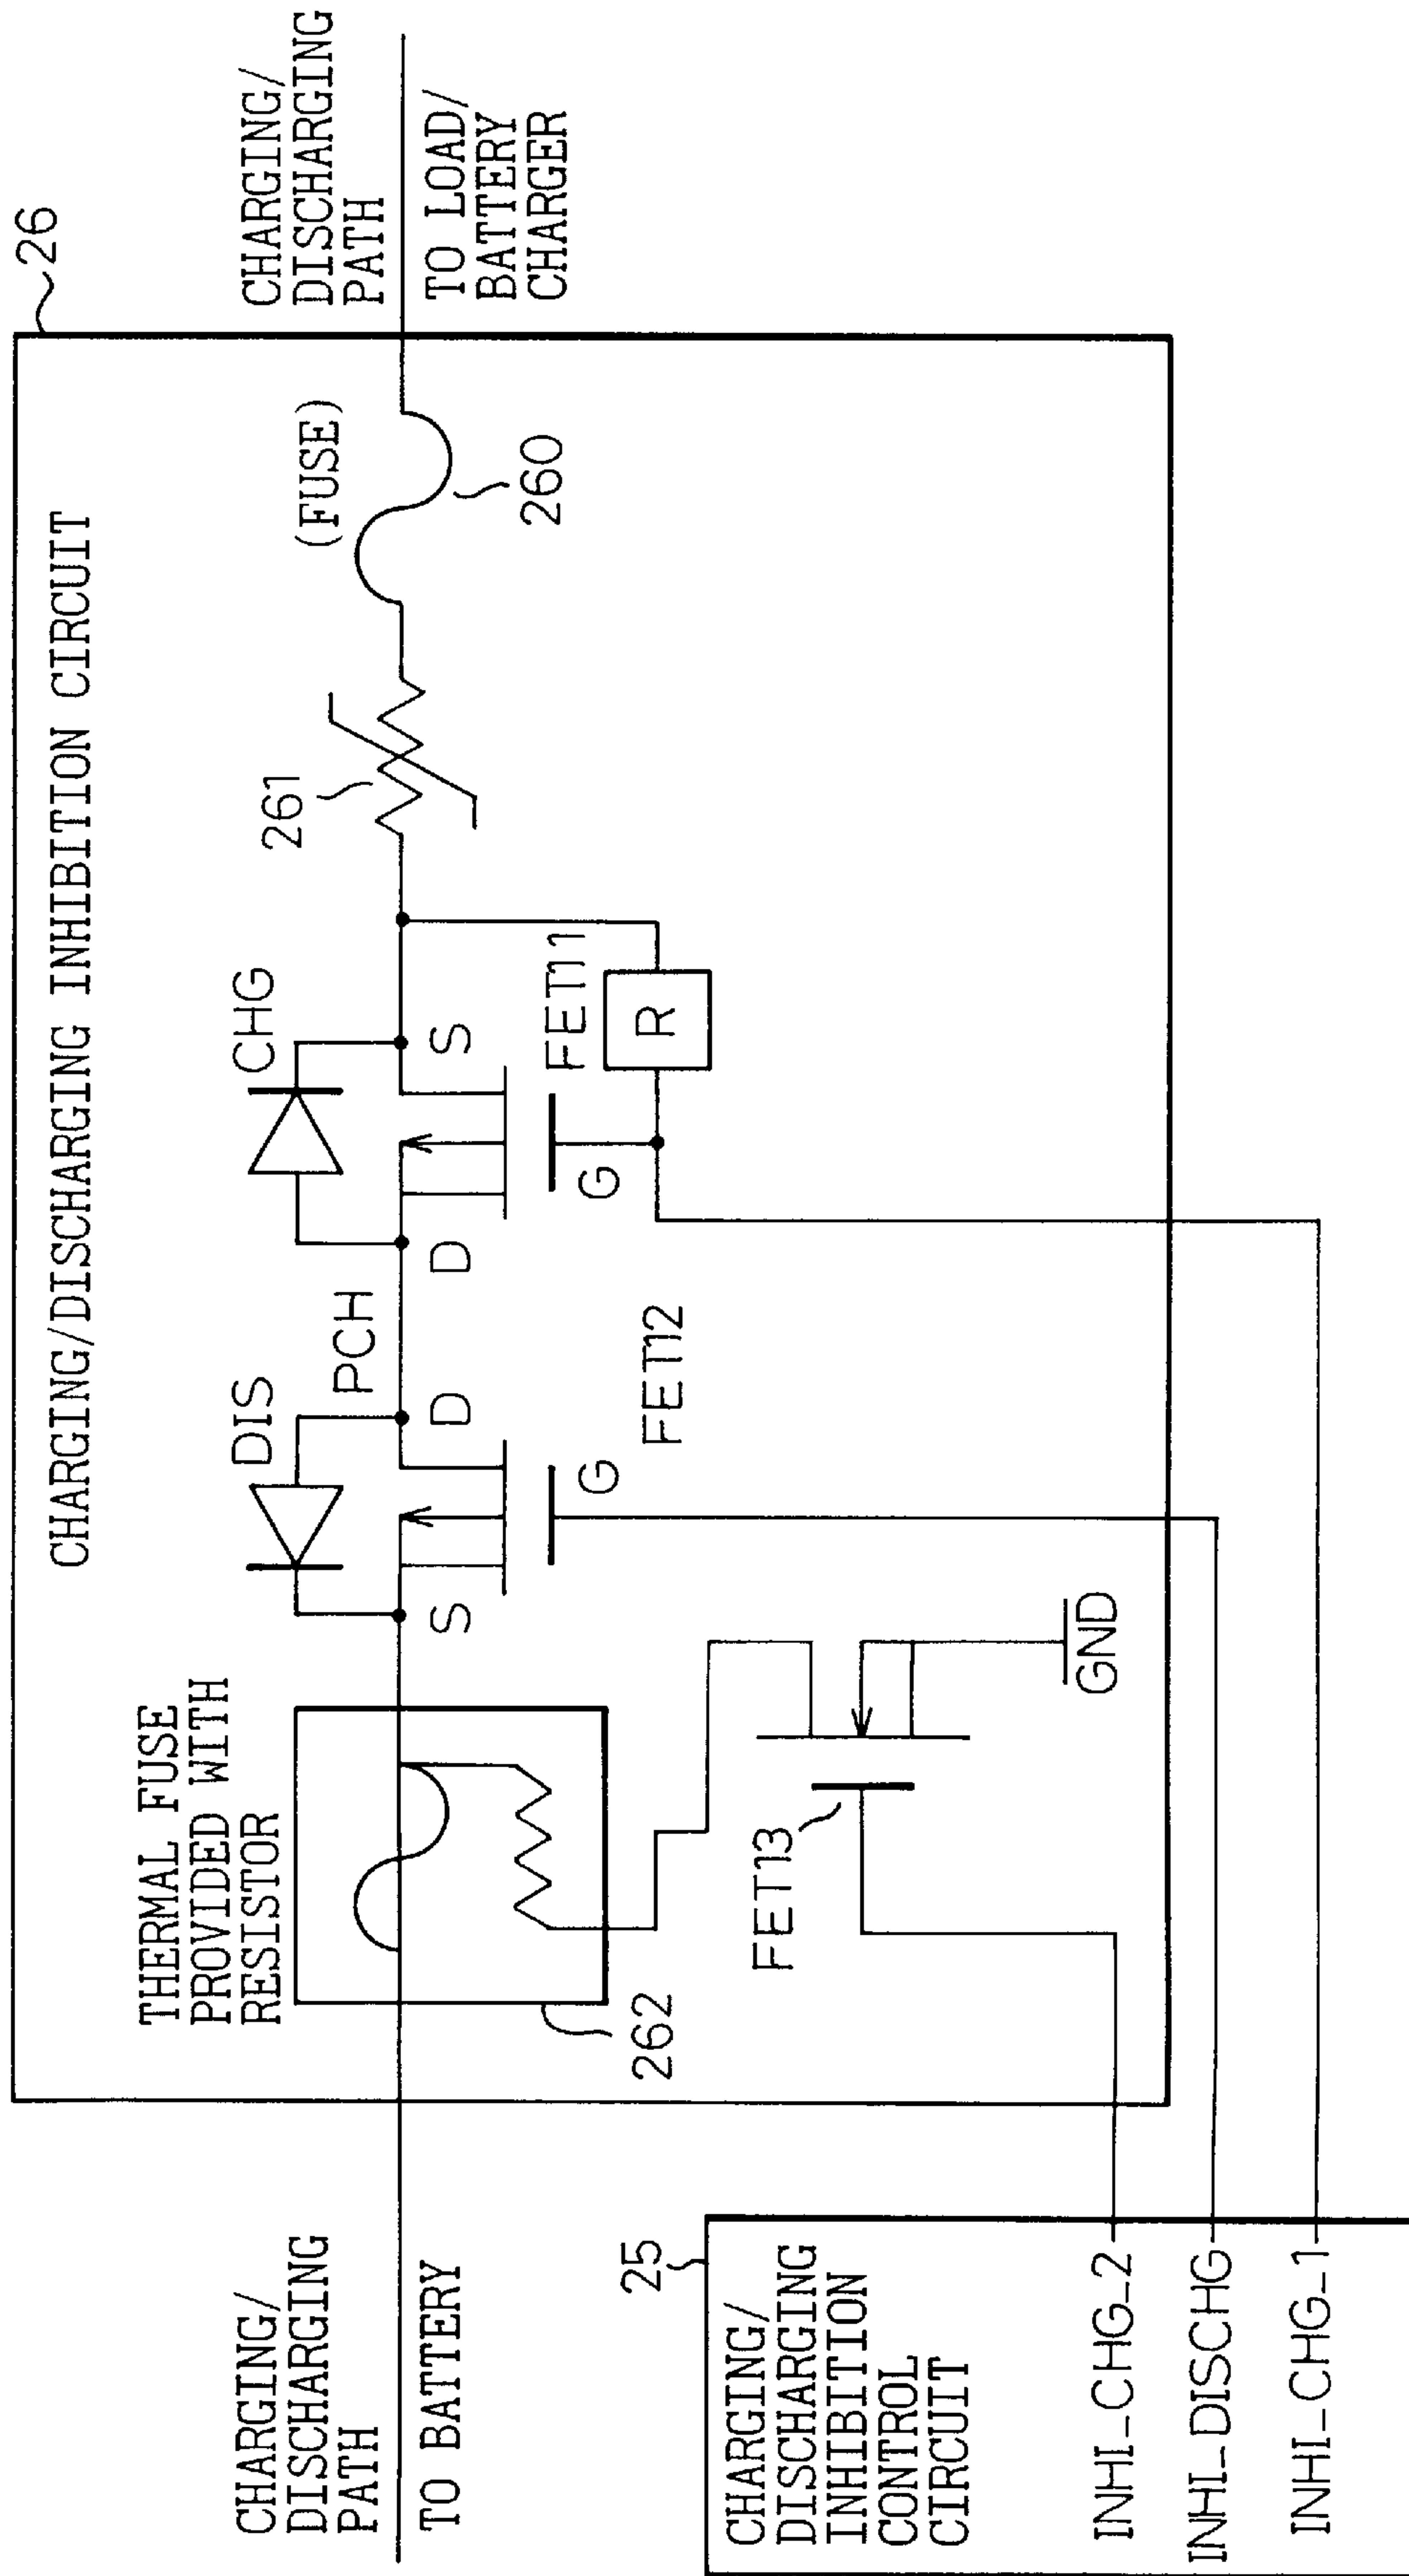 26
CHARGING/DISCHARGING INHIBITION CIRCUIT
CHARGING/
DISCHARGING
PATH
TO BATTERY
THERMAL FUSE
PROVIDED WITH
RESISTOR
262
DIS
S
D
G
FET12
PCH
CHG
D
S
G
FET11
R
261
(FUSE)
260
CHARGING/
DISCHARGING
PATH
TO LOAD/
BATTERY
CHARGER
FET13
GND
25
CHARGING/
DISCHARGING
INHIBITION
CONTROL
CIRCUIT
INHI_CHG_2
INHI_DISCHG
INHI_CHG_1